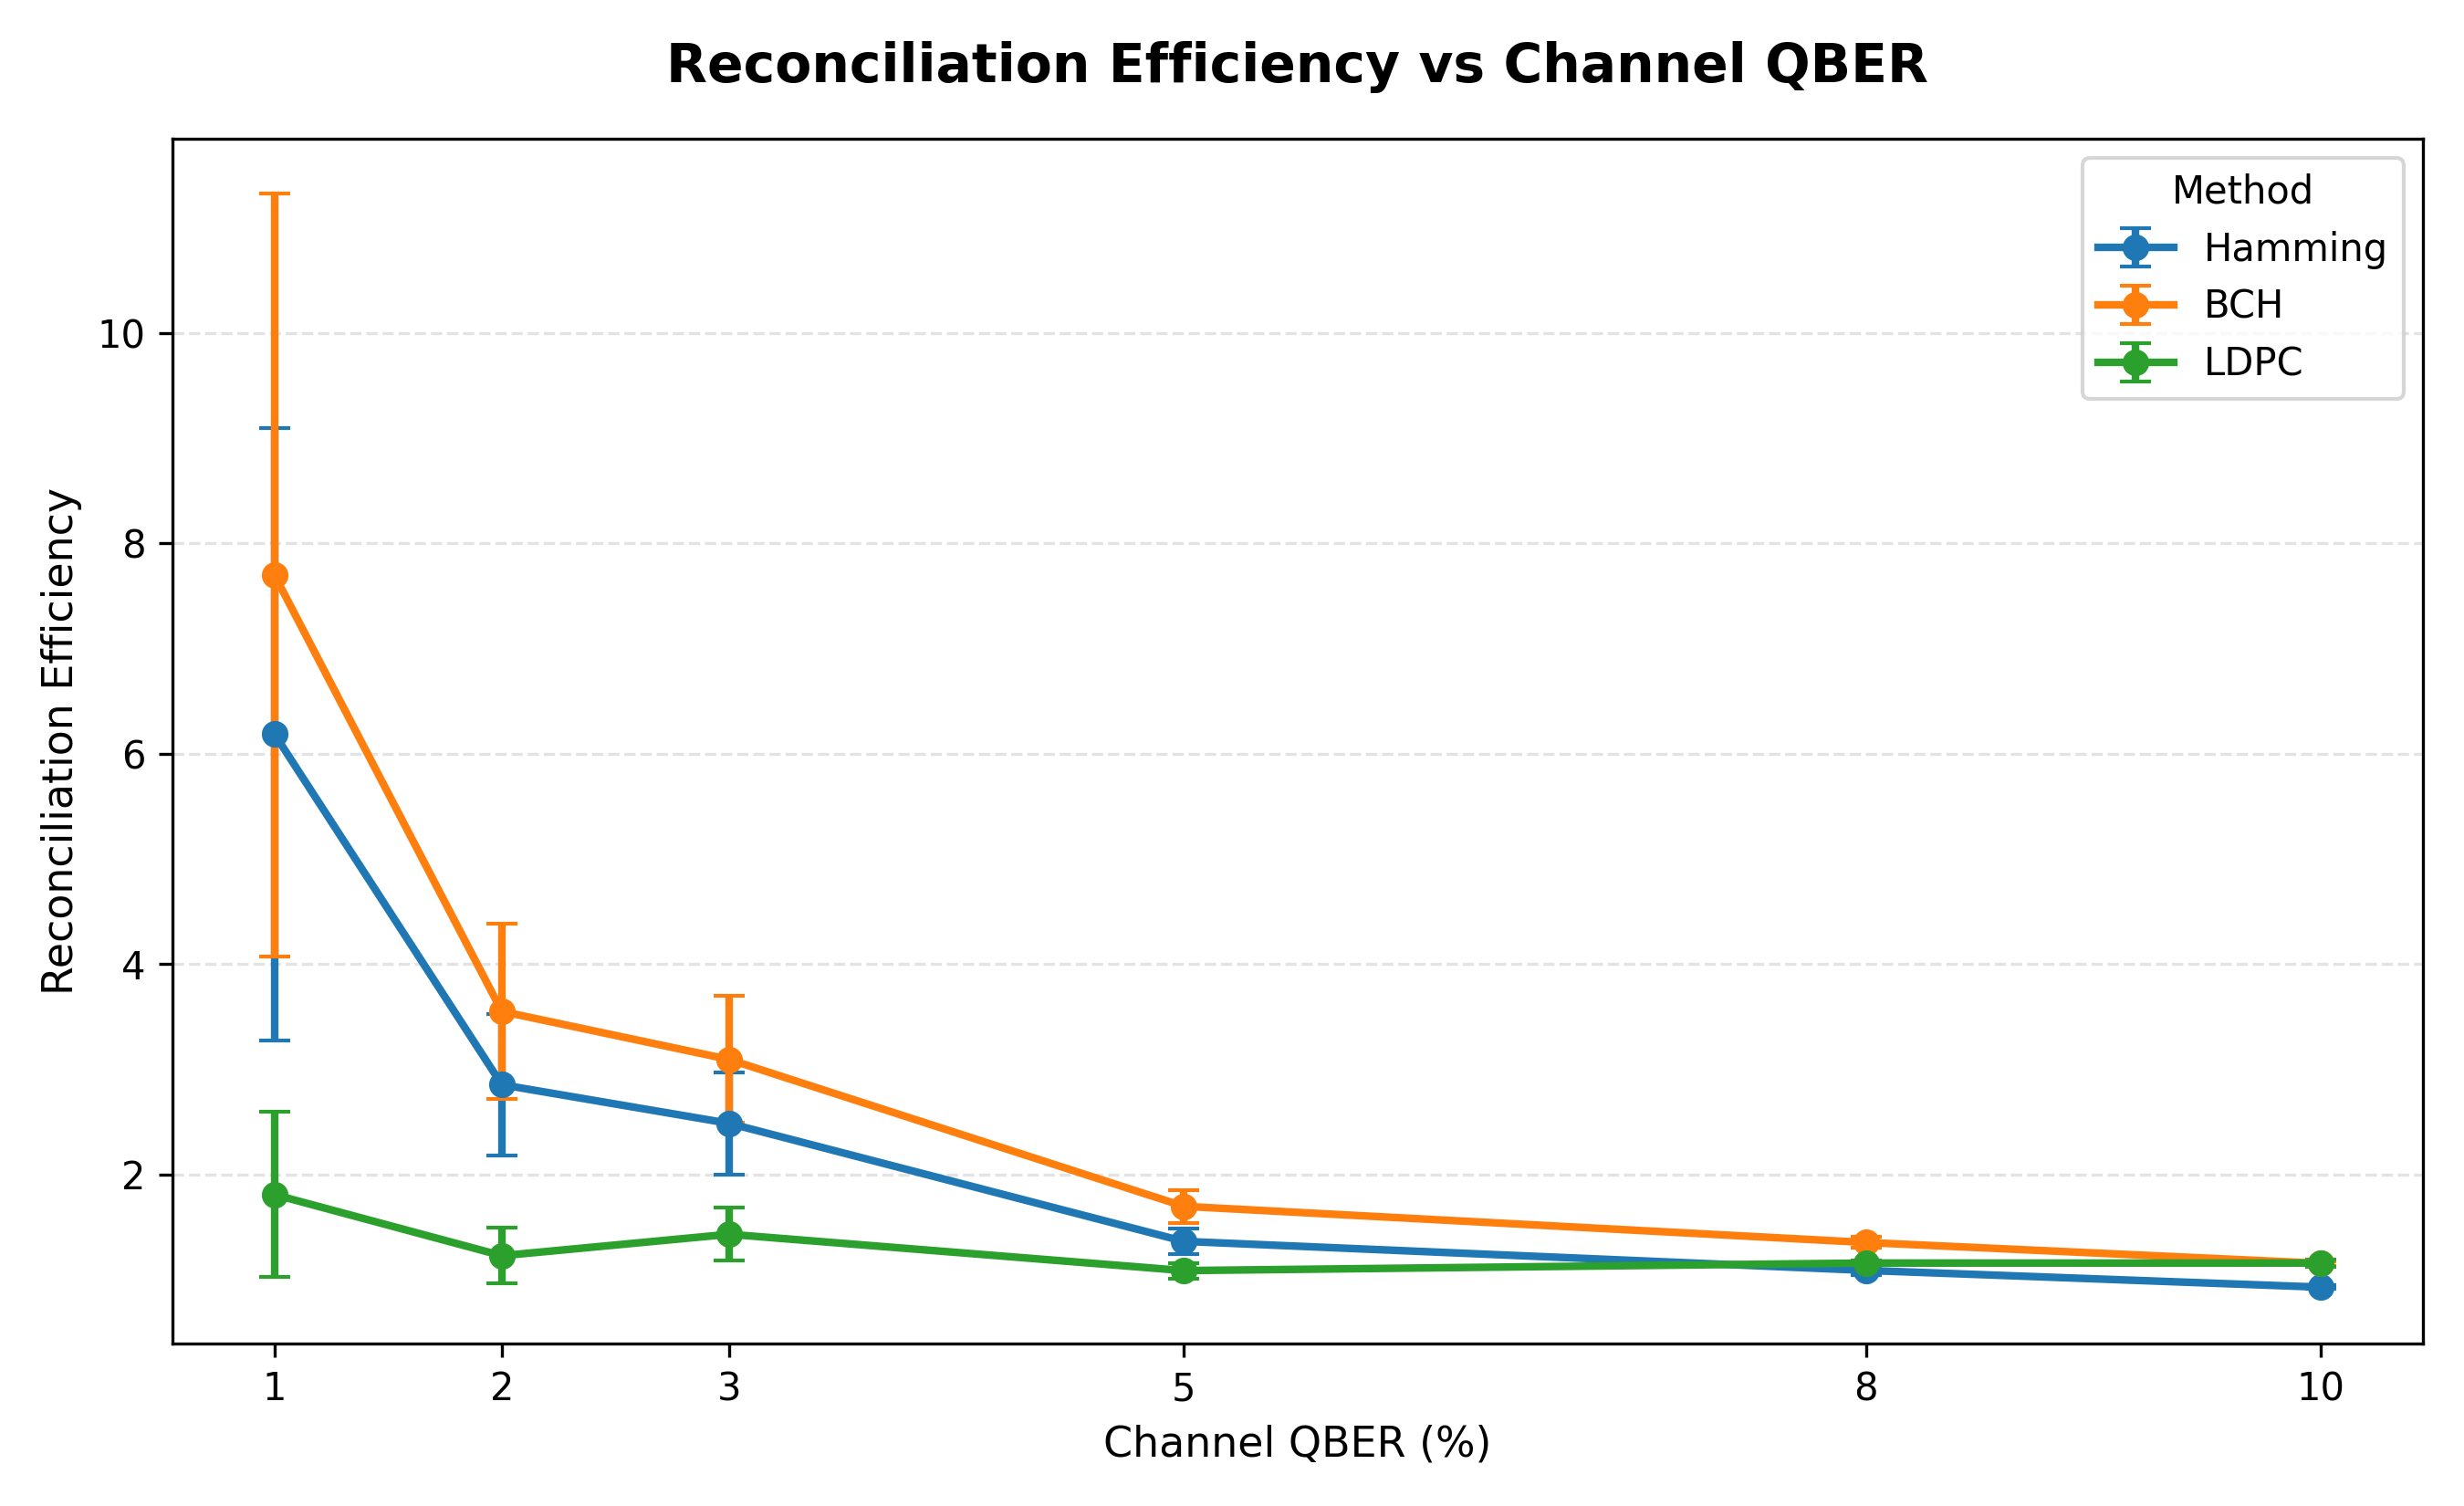 Reconciliation Efficiency vs Channel QBER
Method
Hamming
BCH
LDPC
Reconciliation Efficiency
10
8
6
4
2
1 2 3 5 8 10
Channel QBER (%)